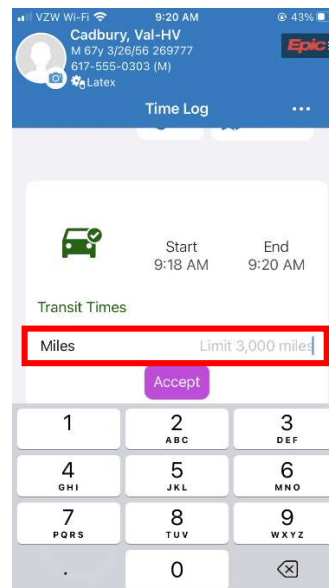 VZW Wi-Fi 9:20 AM 43%
Cadbury, Val-HV
M 67y 3/26/56 269777
617-555-0303 (M)
Latex
Epic
Time Log
Start End
9:18 AM 9:20 AM
Transit Times
Miles Limit 3,000 miles
Accept
1 2 3
ABC DEF
4 5 6
GHI JKL MNO
7 8 9
PQRS TUV WXYZ
. 0